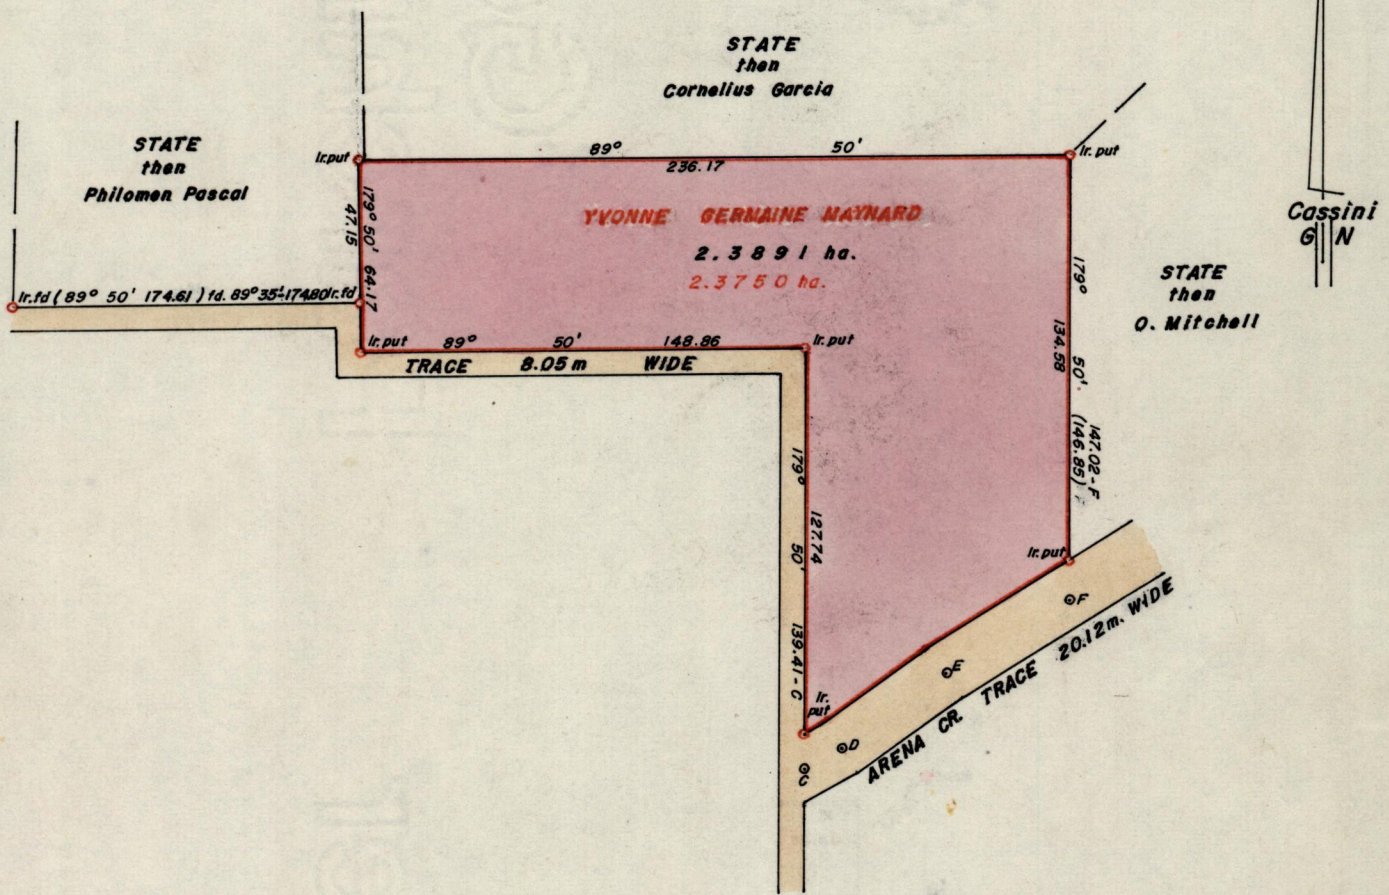 STATE
then
Cornelius Garcia
STATE
then
Philomen Pascal
Ir.put
89° 50'
236.17
Ir. put
YVONNE GERMAINE MAYNARD
2.3891 ha.
2.3750 ha.
Cassini
G N
STATE
then
O. Mitchell
179° 50' 64.17
47.15
Ir.fd (89° 50' 174.61) fd. 89° 35' 174.80 Ir.fd
Ir. put 89° 50' 148.86
Ir. put
TRACE 8.05 m WIDE
179° 50'
134.58
147.02-F
(146.85)
179° 50' 139.41-C
127.74
Ir. put
Ir.
put
F
E
D
C
ARENA CR. TRACE 20.12m. WIDE